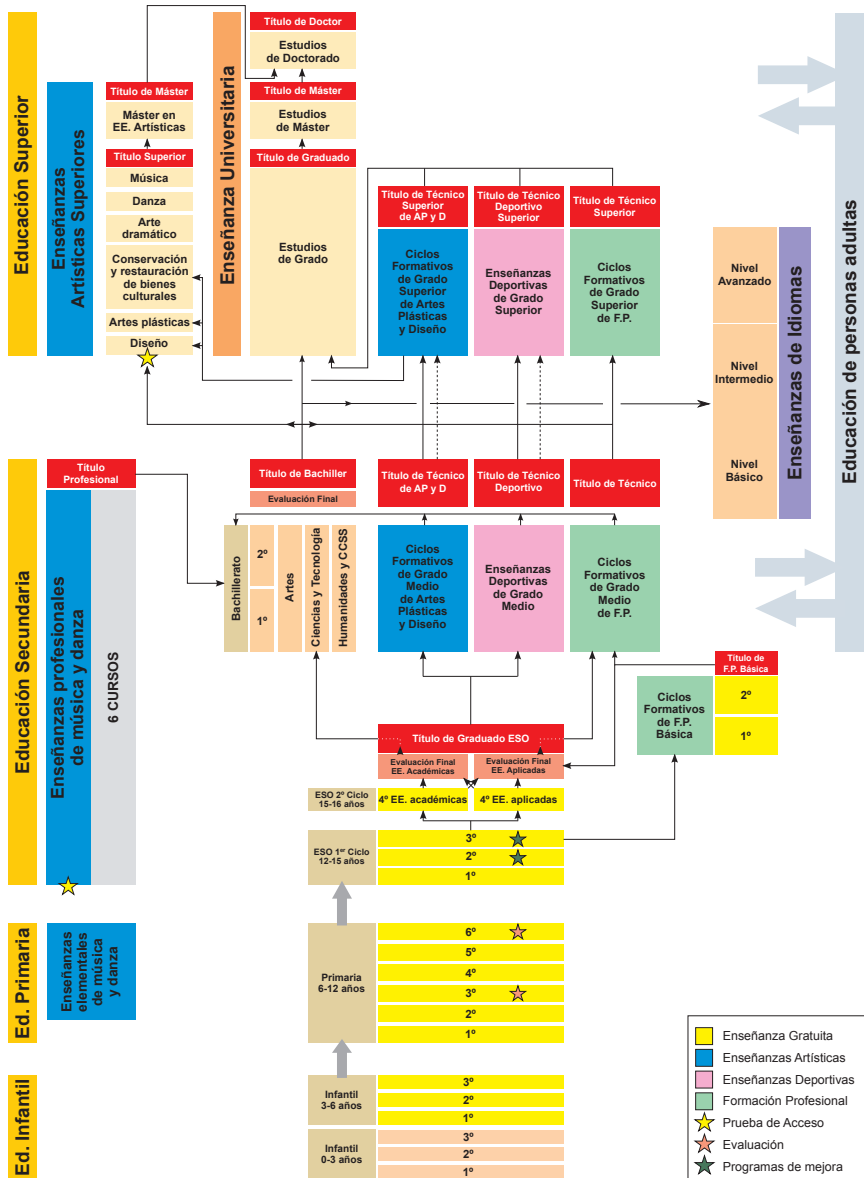 Educación Superior
Enseñanzas
Artísticas Superiores
Título de Máster
Máster en
EE. Artísticas
Título Superior
Música
Danza
Arte
dramático
Conservación
y restauración
de bienes
culturales
Artes plásticas
Diseño
Enseñanza Universitaria
Título de Doctor
Estudios
de Doctorado
Título de Máster
Estudios
de Máster
Título de Graduado
Estudios
de Grado
Título de Técnico
Superior
de AP y D
Ciclos
Formativos
de Grado
Superior
de Artes
Plásticas
y Diseño
Título de Técnico
Deportivo
Superior
Enseñanzas
Deportivas
de Grado
Superior
Título de Técnico
Superior
Ciclos
Formativos
de Grado
Superior
de F.P.
Nivel
Avanzado
Nivel
Intermedio
Nivel
Básico
Enseñanzas de Idiomas
Educación de personas adultas
Educación Secundaria
Título
Profesional
Enseñanzas profesionales
de música y danza
6 CURSOS
Título de Bachiller
Evaluación Final
Bachillerato
2º
1º
Artes
Ciencias y Tecnología
Humanidades y CCSS
Título de Técnico
de AP y D
Ciclos
Formativos
de Grado
Medio
de Artes
Plásticas
y Diseño
Título de Técnico
Deportivo
Enseñanzas
Deportivas
de Grado
Medio
Título de Técnico
Ciclos
Formativos
de Grado
Medio
de F.P.
Título de
F.P. Básica
Ciclos
Formativos
de F.P.
Básica
2º
1º
Título de Graduado ESO
Evaluación Final
EE. Académicas
Evaluación Final
EE. Aplicadas
ESO 2º Ciclo
15-16 años
4º EE. académicas
4º EE. aplicadas
ESO 1er Ciclo
12-15 años
3º
2º
1º
Ed. Primaria
Enseñanzas
elementales
de música
y danza
Primaria
6-12 años
6º
5º
4º
3º
2º
1º
Ed. Infantil
Infantil
3-6 años
3º
2º
1º
Infantil
0-3 años
3º
2º
1º
Enseñanza Gratuita
Enseñanzas Artísticas
Enseñanzas Deportivas
Formación Profesional
Prueba de Acceso
Evaluación
Programas de mejora